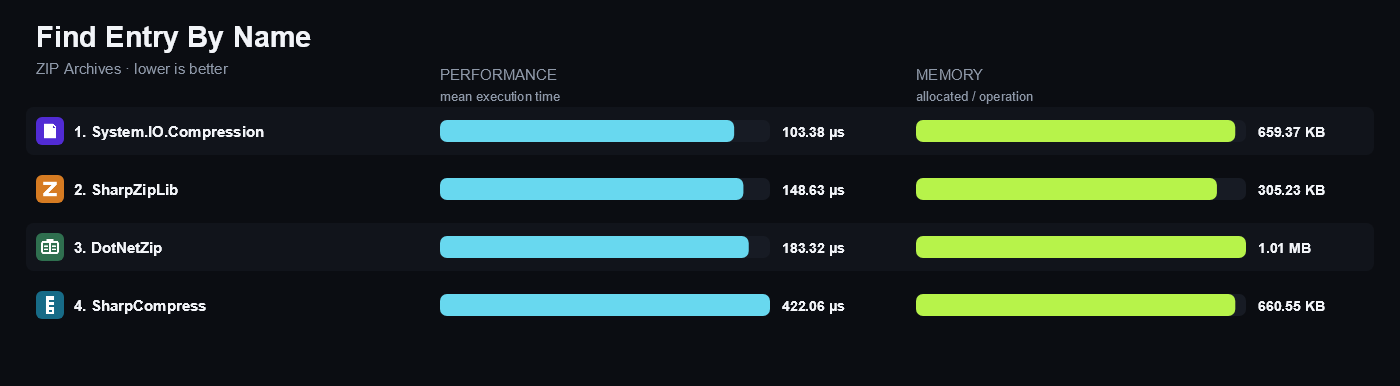 Find Entry By Name
ZIP Archives · lower is better
PERFORMANCE
mean execution time
MEMORY
allocated / operation
1. System.IO.Compression 103.38 µs 659.37 KB
2. SharpZipLib 148.63 µs 305.23 KB
3. DotNetZip 183.32 µs 1.01 MB
4. SharpCompress 422.06 µs 660.55 KB